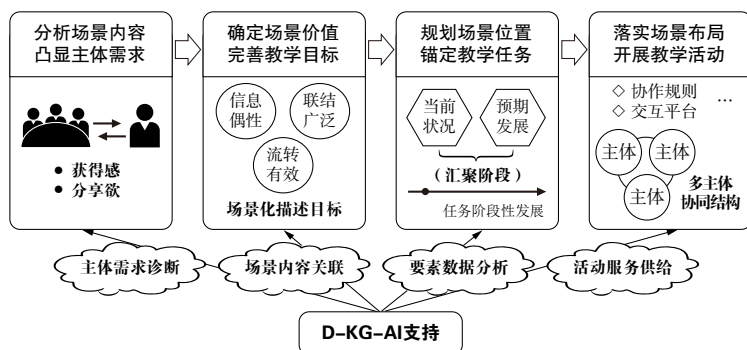 分析场景内容
凸显主体需求
获得感
分享欲
确定场景价值
完善教学目标
信息
偶性
联结
广泛
流转
有效
场景化描述目标
规划场景位置
锚定教学任务
当前
状况
预期
发展
（汇聚阶段）
任务阶段性发展
落实场景布局
开展教学活动
◇ 协作规则
◇ 交互平台
…
主体
主体
主体
多主体
协同结构
主体需求诊断
场景内容关联
要素数据分析
活动服务供给
D-KG-AI支持